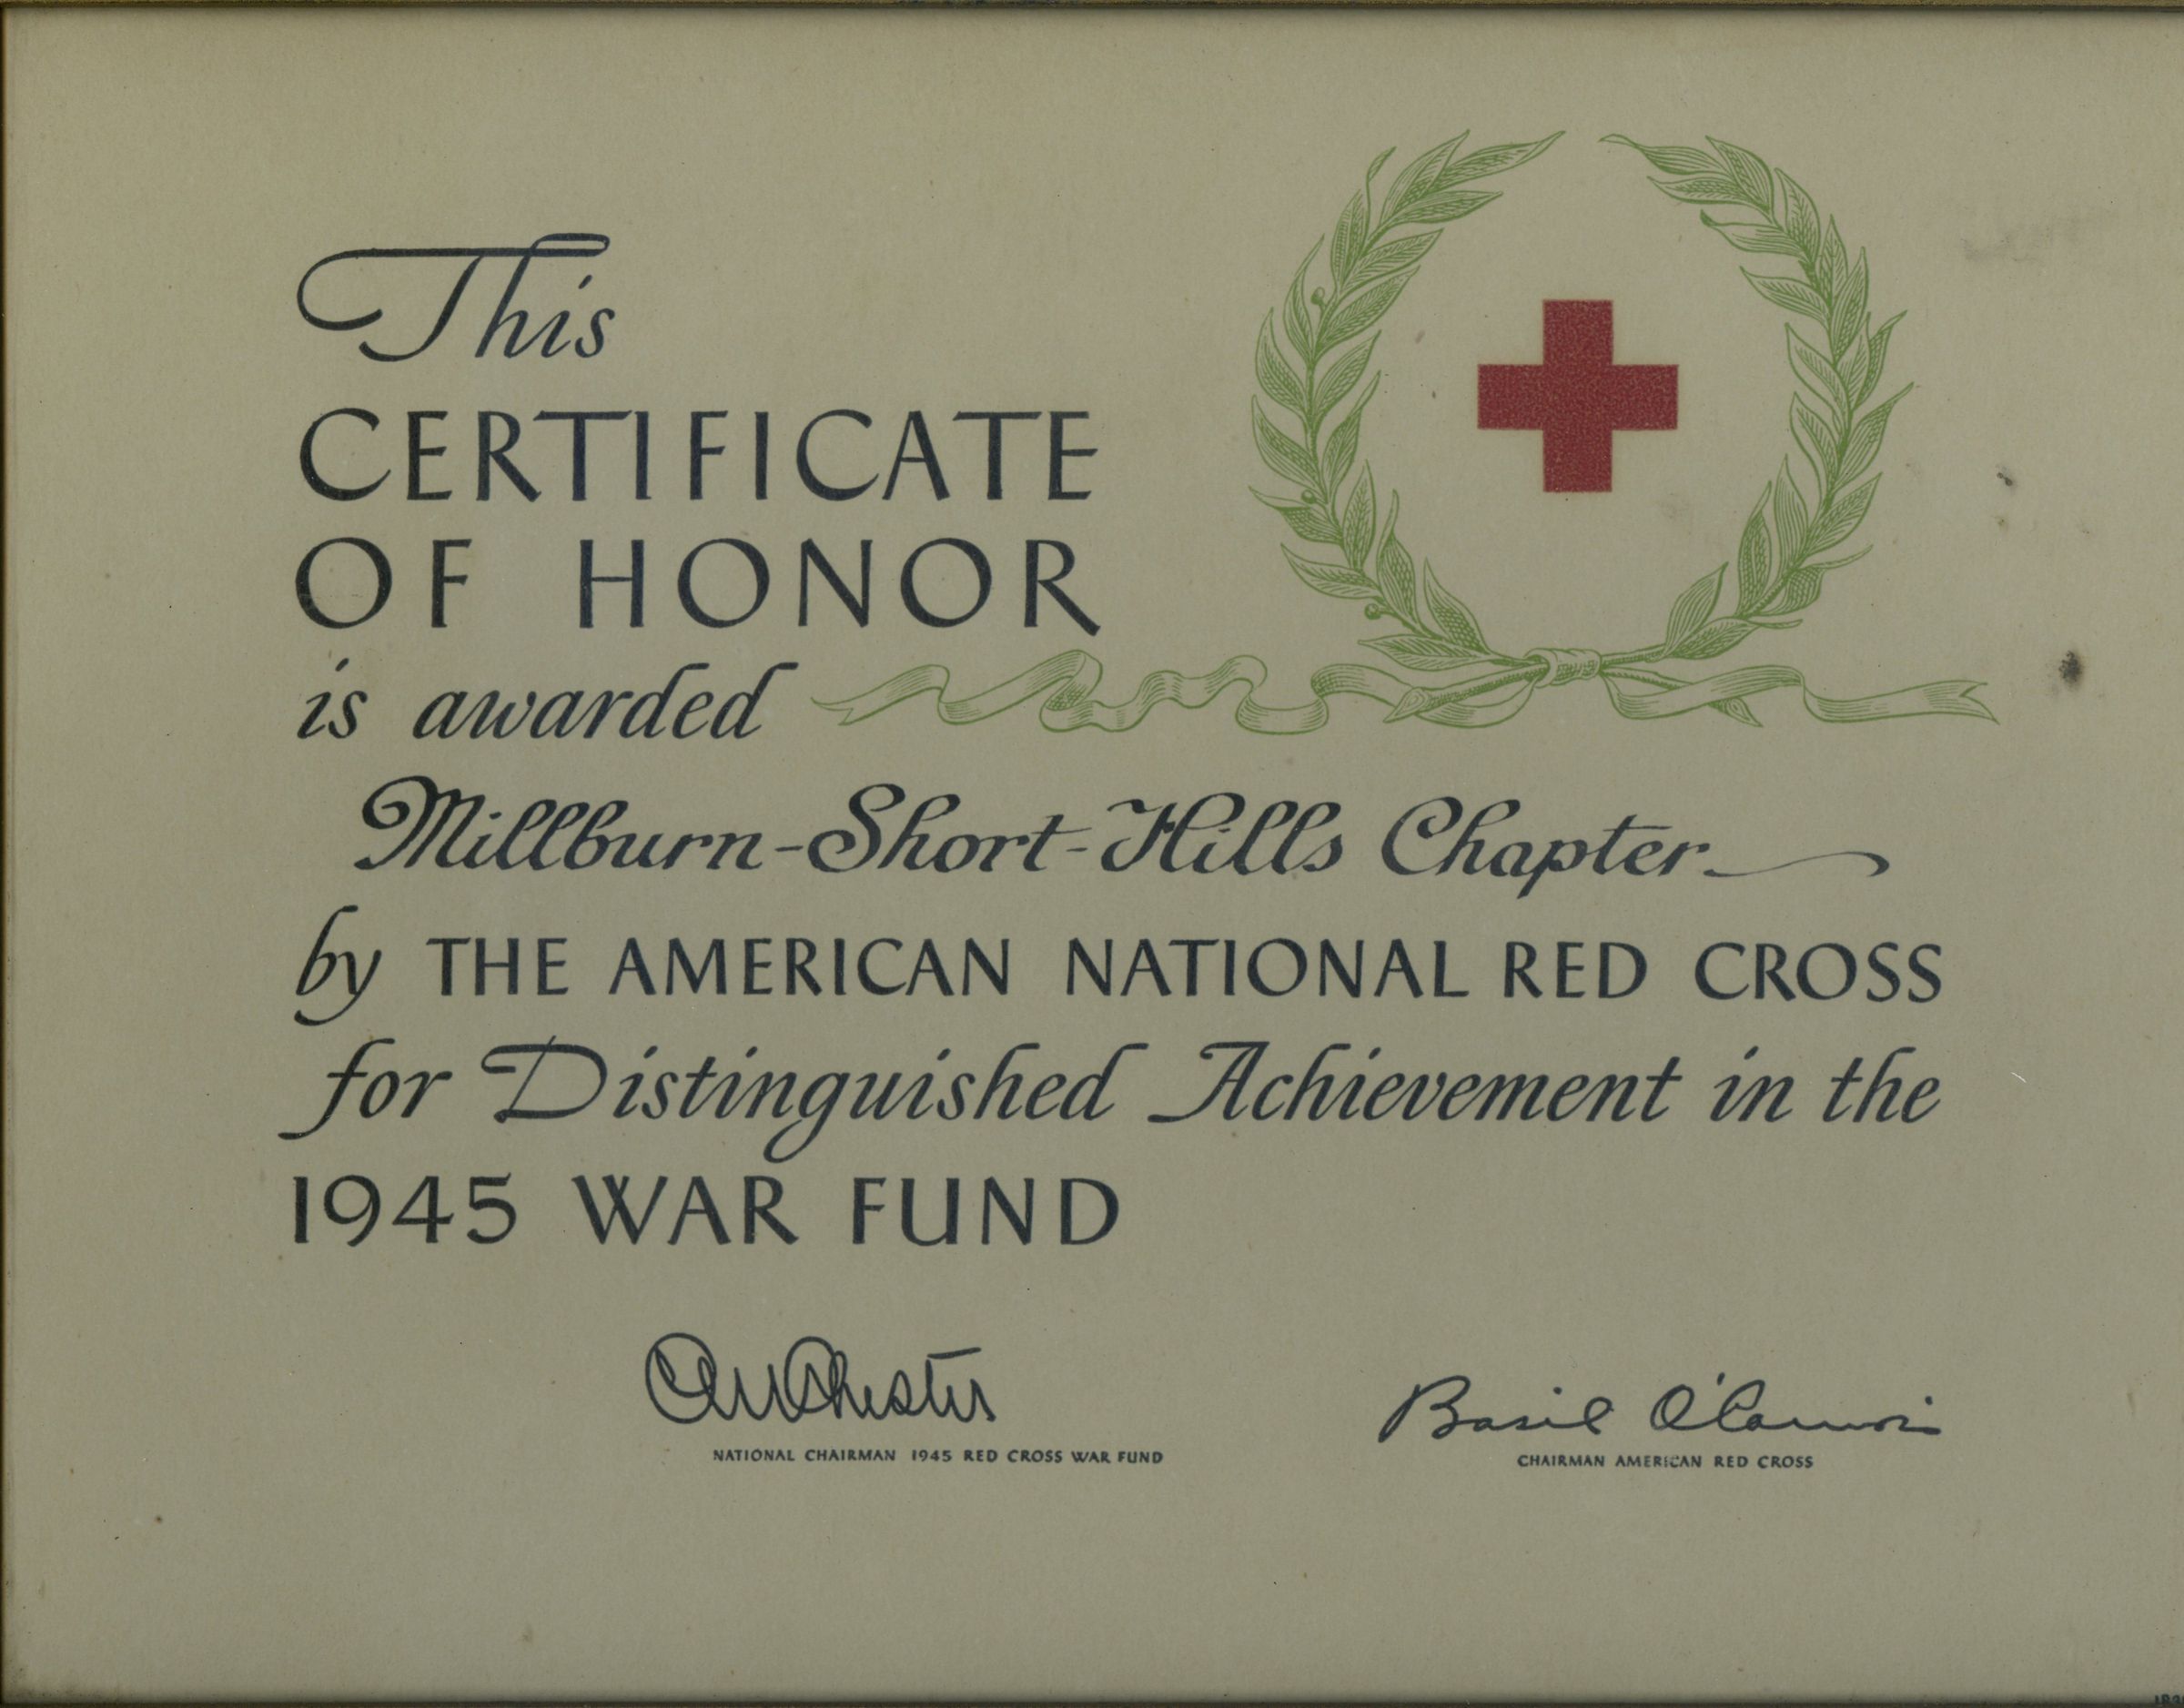 This
CERTIFICATE
OF HONOR
is awarded
Millburn-Short-Hills Chapter
by THE AMERICAN NATIONAL RED CROSS
for Distinguished Achievement in the
1945 WAR FUND
Chester
NATIONAL CHAIRMAN 1945 RED CROSS WAR FUND
Basil O'Connor
CHAIRMAN AMERICAN RED CROSS